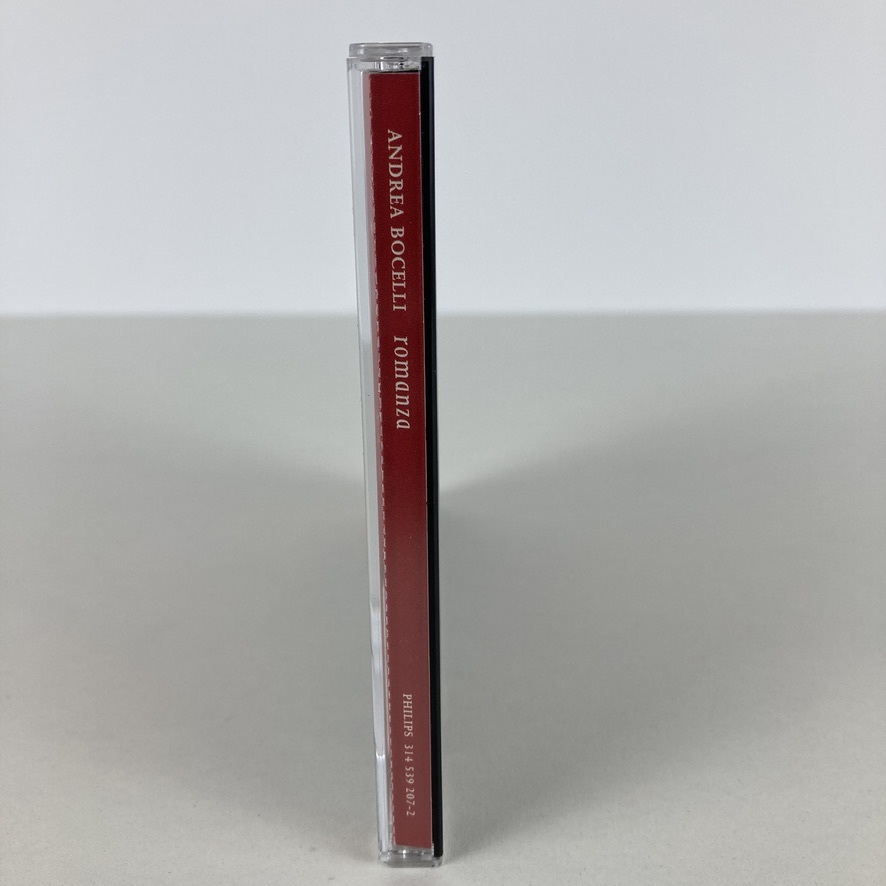 ANDREA BOCELLI romanza
PHILIPS 314 539 207-2